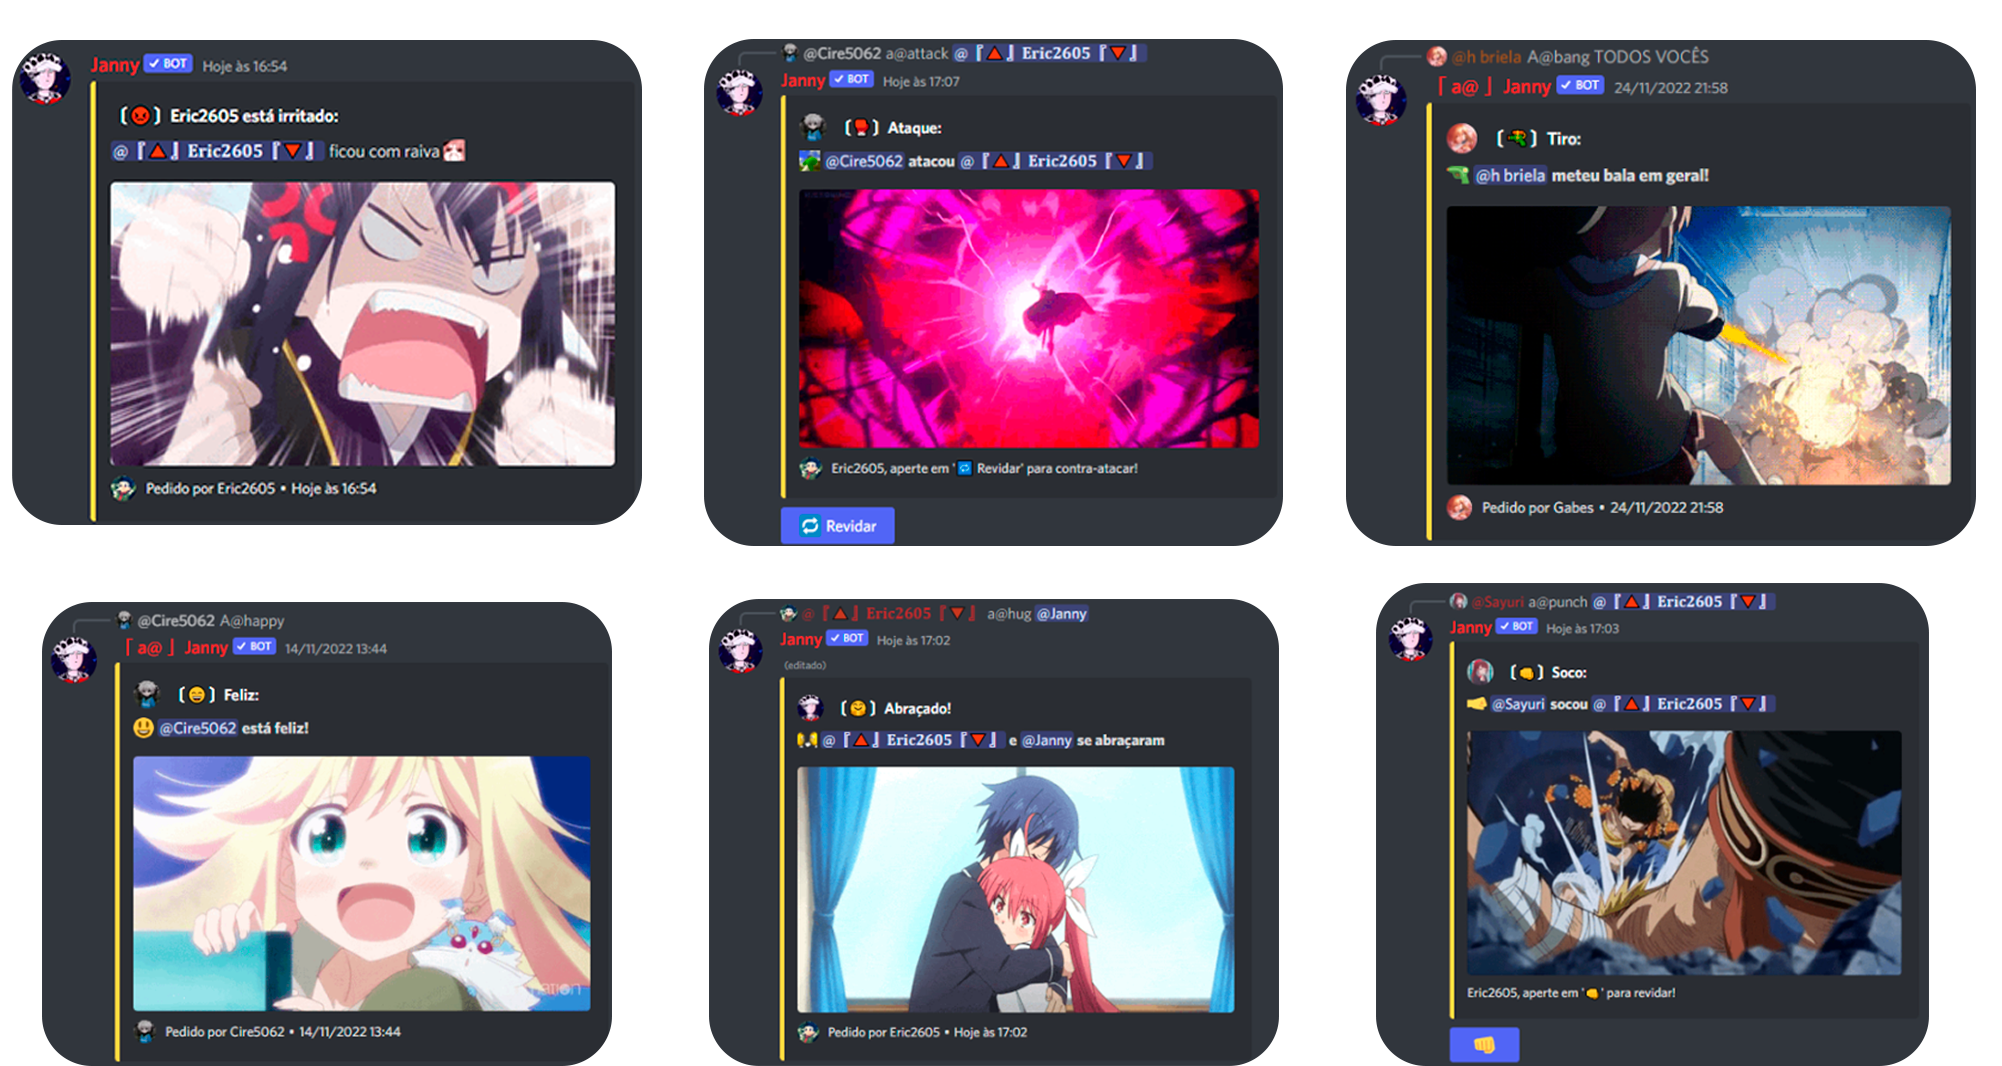 Janny ✓ BOT Hoje às 16:54
【😡】 Eric2605 está irritado:
@『🔺』Eric2605『🔻』 ficou com raiva
Pedido por Eric2605 • Hoje às 16:54
@Cire5062 a@attack @『🔺』Eric2605『🔻』
Janny ✓ BOT Hoje às 17:07
【🥊】 Ataque:
@Cire5062 atacou @『🔺』Eric2605『🔻』
Eric2605, aperte em '🔁 Revidar' para contra-atacar!
🔁 Revidar
@h briela A@bang TODOS VOCÊS
「 a@ 」 Janny ✓ BOT 24/11/2022 21:58
【🔫】 Tiro:
🔫 @h briela meteu bala em geral!
Pedido por Gabes • 24/11/2022 21:58
@Cire5062 A@happy
「 a@ 」 Janny ✓ BOT 14/11/2022 13:44
【😄】 Feliz:
😃 @Cire5062 está feliz!
Pedido por Cire5062 • 14/11/2022 13:44
@『🔺』Eric2605『🔻』 a@hug @Janny
Janny ✓ BOT Hoje às 17:02
(editado)
【🤗】 Abraçado!
@『🔺』Eric2605『🔻』 e @Janny se abraçaram
Pedido por Eric2605 • Hoje às 17:02
@Sayuri a@punch @『🔺』Eric2605『🔻』
Janny ✓ BOT Hoje às 17:03
【👊】 Soco:
🤜 @Sayuri socou @『🔺』Eric2605『🔻』
Eric2605, aperte em '👊' para revidar!
👊